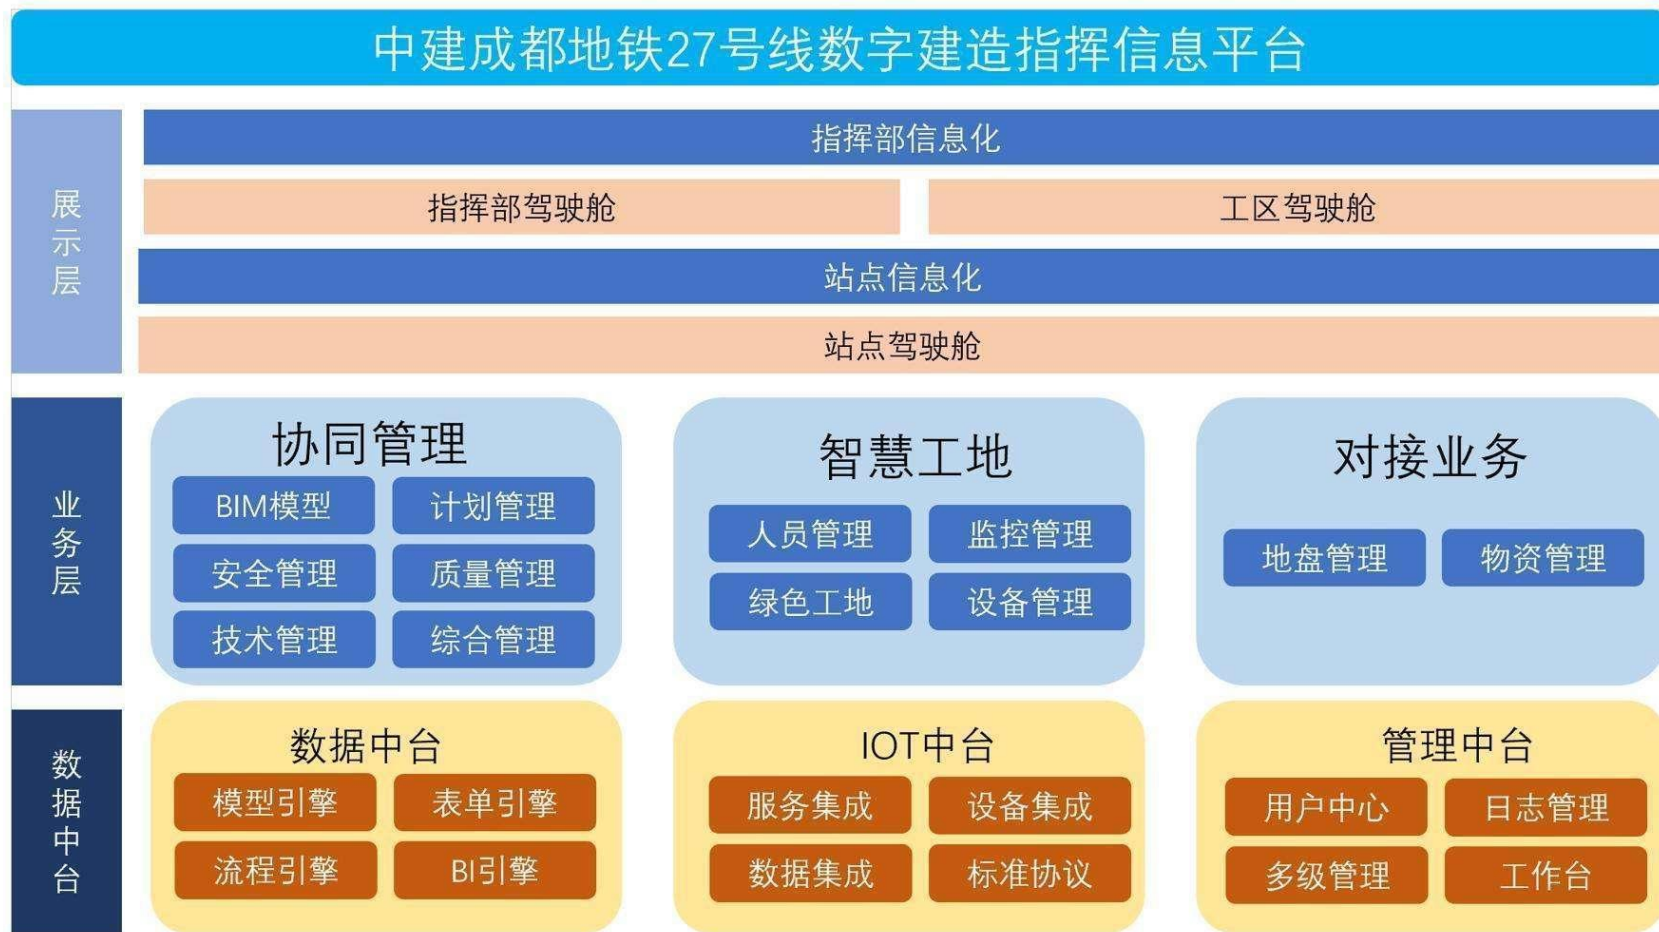 中建成都地铁27号线数字建造指挥信息平台
展示层
指挥部信息化
指挥部驾驶舱 工区驾驶舱
站点信息化
站点驾驶舱
业务层
协同管理
BIM模型 计划管理
安全管理 质量管理
技术管理 综合管理
智慧工地
人员管理 监控管理
绿色工地 设备管理
对接业务
地盘管理 物资管理
数据中台
数据中台
模型引擎 表单引擎
流程引擎 BI引擎
IOT中台
服务集成 设备集成
数据集成 标准协议
管理中台
用户中心 日志管理
多级管理 工作台